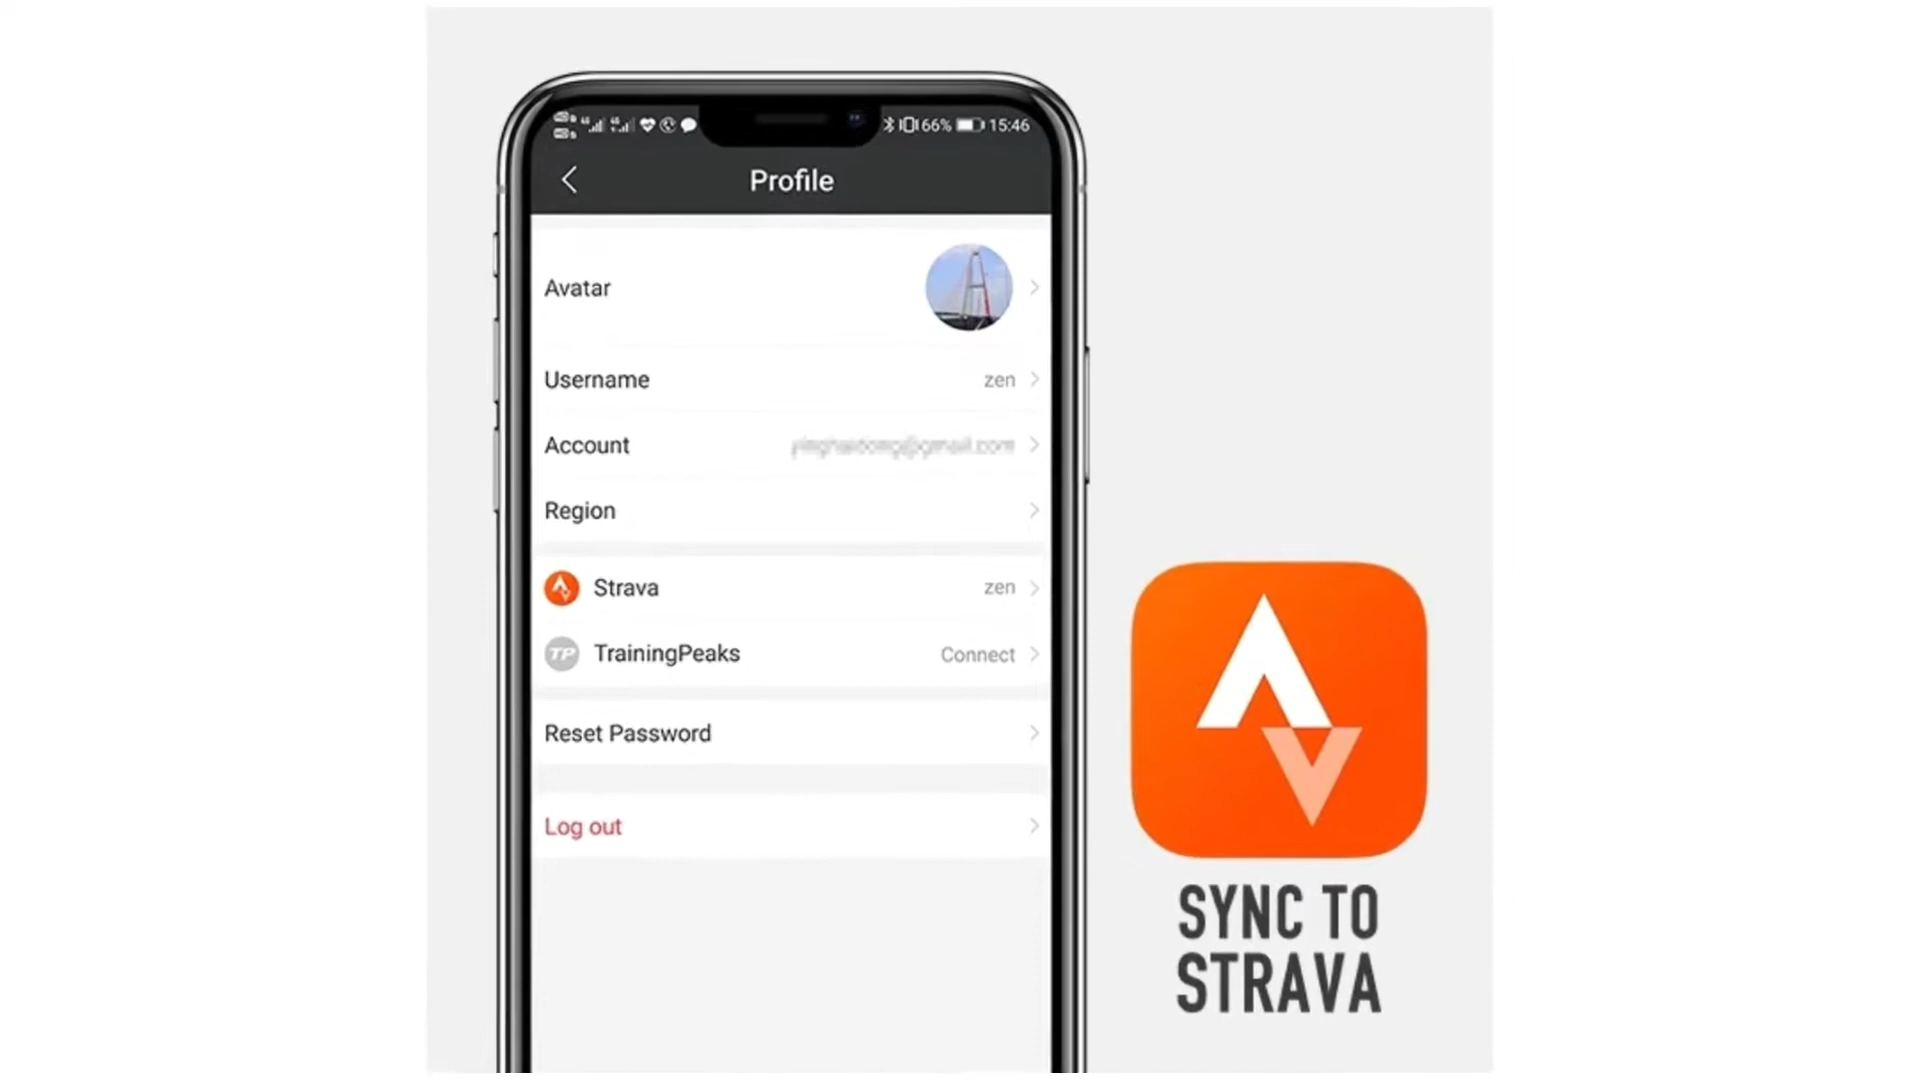 66% 15:46
Profile
Avatar
Username zen
Account
Region
Strava zen
TP TrainingPeaks Connect
Reset Password
Log out
SYNC TO
STRAVA